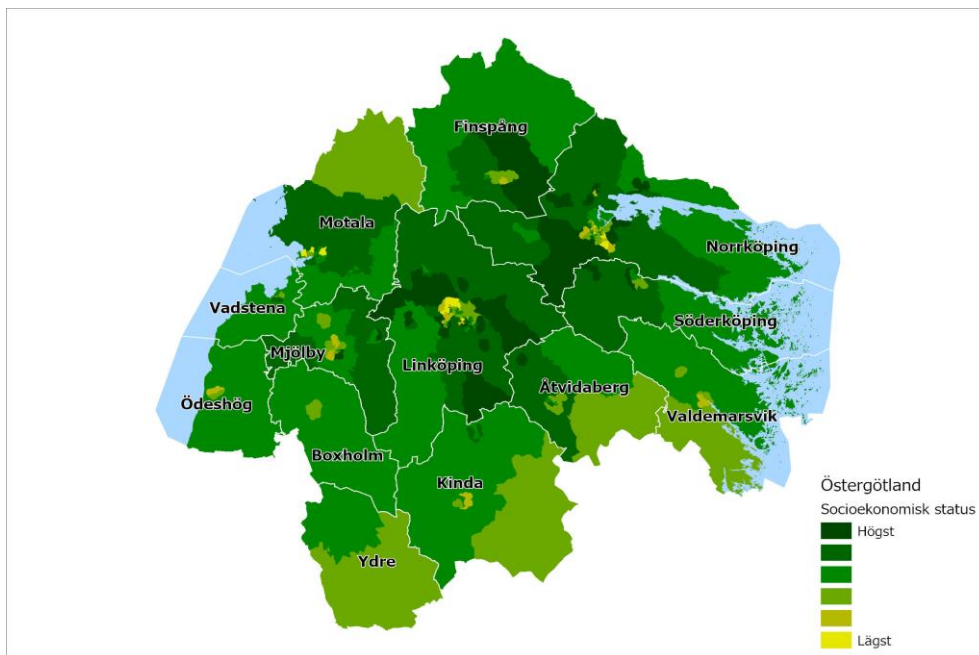 Finspång
Motala
Norrköping
Vadstena
Söderköping
Mjölby
Linköping
Åtvidaberg
Ödeshög
Valdemarsvik
Boxholm
Kinda
Ydre
Östergötland
Socioekonomisk status
Högst
Lägst